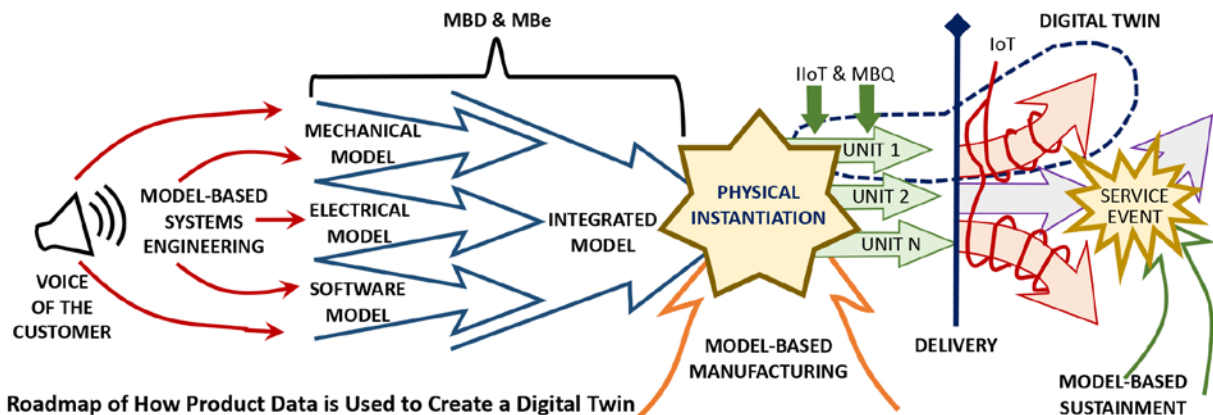 MBD & MBe
DIGITAL TWIN
IoT
IIoT & MBQ
MECHANICAL
MODEL
UNIT 1
MODEL-BASED
SYSTEMS
ENGINEERING
ELECTRICAL
MODEL
INTEGRATED
MODEL
PHYSICAL
INSTANTIATION
UNIT 2
SERVICE
EVENT
UNIT N
VOICE
OF THE
CUSTOMER
SOFTWARE
MODEL
MODEL-BASED
MANUFACTURING
DELIVERY
MODEL-BASED
SUSTAINMENT
Roadmap of How Product Data is Used to Create a Digital Twin